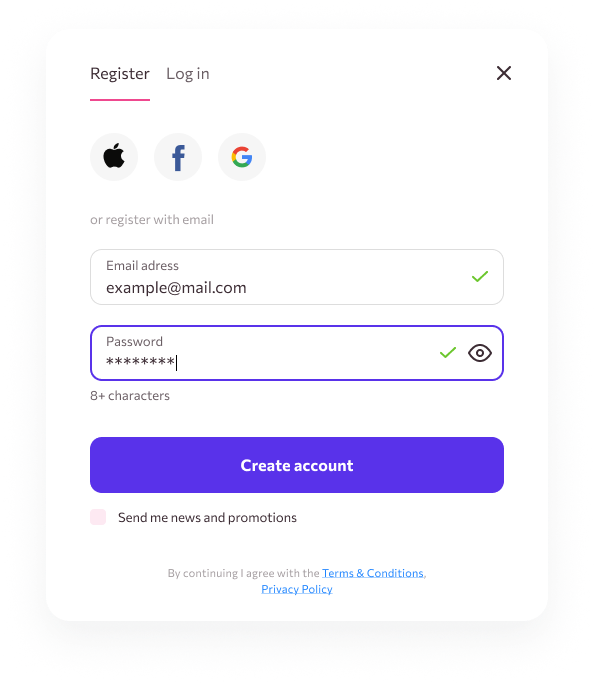 Register Log in
or register with email
Email adress
example@mail.com
Password
********
8+ characters
Create account
Send me news and promotions
By continuing I agree with the Terms & Conditions,
Privacy Policy